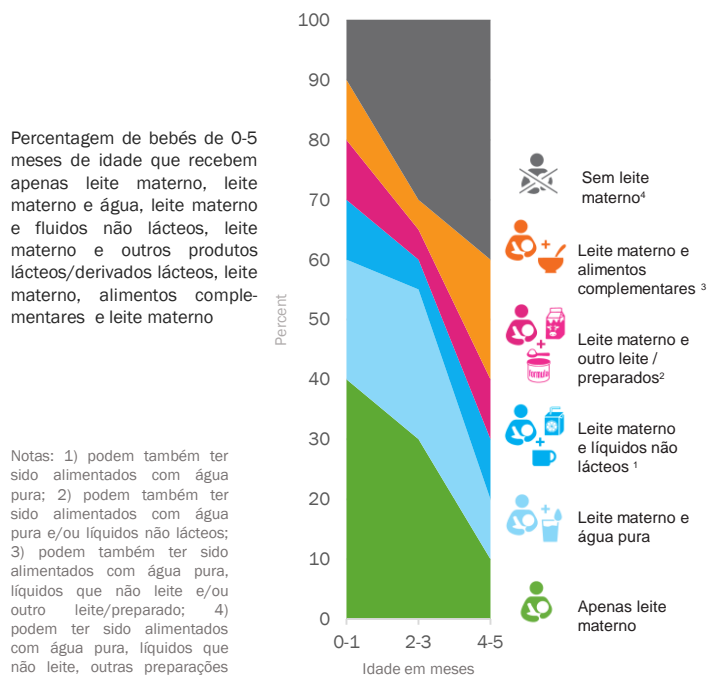 Percentagem de bebés de 0-5
meses de idade que recebem
apenas leite materno, leite
materno e água, leite materno
e fluidos não lácteos, leite
materno e outros produtos
lácteos/derivados lácteos, leite
materno, alimentos comple-
mentares e leite materno
Notas: 1) podem também ter
sido alimentados com água
pura; 2) podem também ter
sido alimentados com água
pura e/ou líquidos não lácteos;
3) podem também ter sido
alimentados com água pura,
líquidos que não leite e/ou
outro leite/preparado; 4)
podem ter sido alimentados
com água pura, líquidos que
não leite, outras preparações
Percent
100
90
80
70
60
50
40
30
20
10
0
0-1 2-3 4-5
Idade em meses
Sem leite
materno⁴
Leite materno e
alimentos
complementares ³
Leite materno e
outro leite /
preparados²
formula
Leite materno
e líquidos não
lácteos ¹
Leite materno e
água pura
Apenas leite
materno